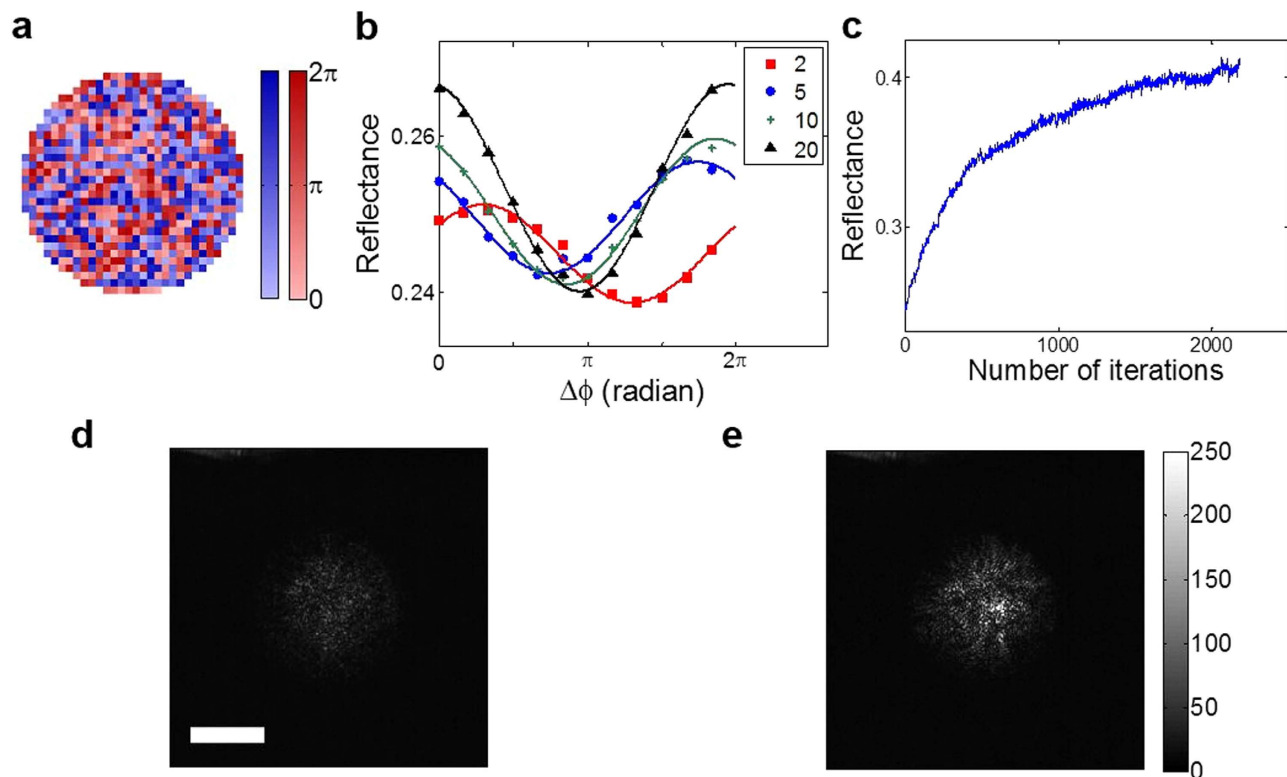 a
2π
π
0
b
Reflectance
0.26
0.24
0
π
2π
Δϕ (radian)
2
5
10
20
c
Reflectance
0.4
0.3
0
1000
2000
Number of iterations
d
e
250
200
150
100
50
0